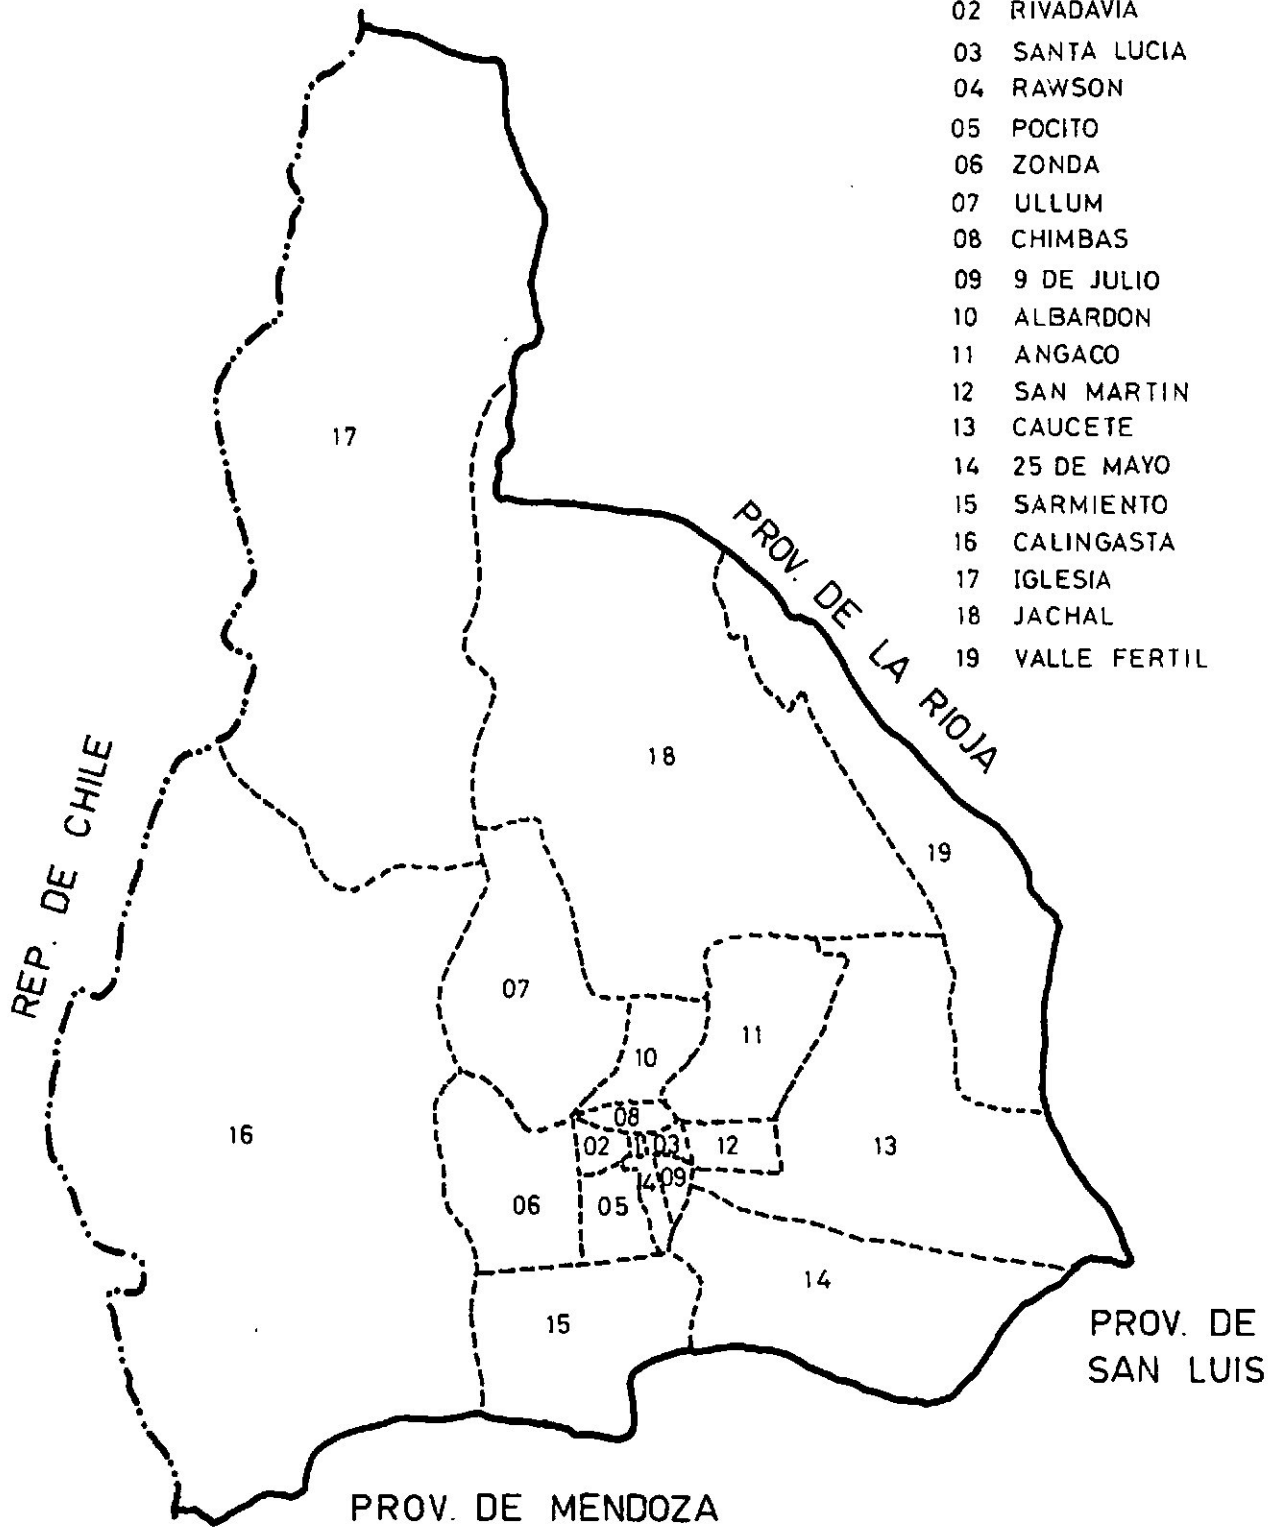 02 RIVADAVIA
03 SANTA LUCIA
04 RAWSON
05 POCITO
06 ZONDA
07 ULLUM
08 CHIMBAS
09 9 DE JULIO
10 ALBARDON
11 ANGACO
12 SAN MARTIN
13 CAUCETE
14 25 DE MAYO
15 SARMIENTO
16 CALINGASTA
17 IGLESIA
18 JACHAL
19 VALLE FERTIL
17
PROV. DE LA RIOJA
18
REP. DE CHILE
19
07
11
10
08
16
02
1
03
12
13
06
05
4
09
14
15
PROV. DE
SAN LUIS
PROV. DE MENDOZA